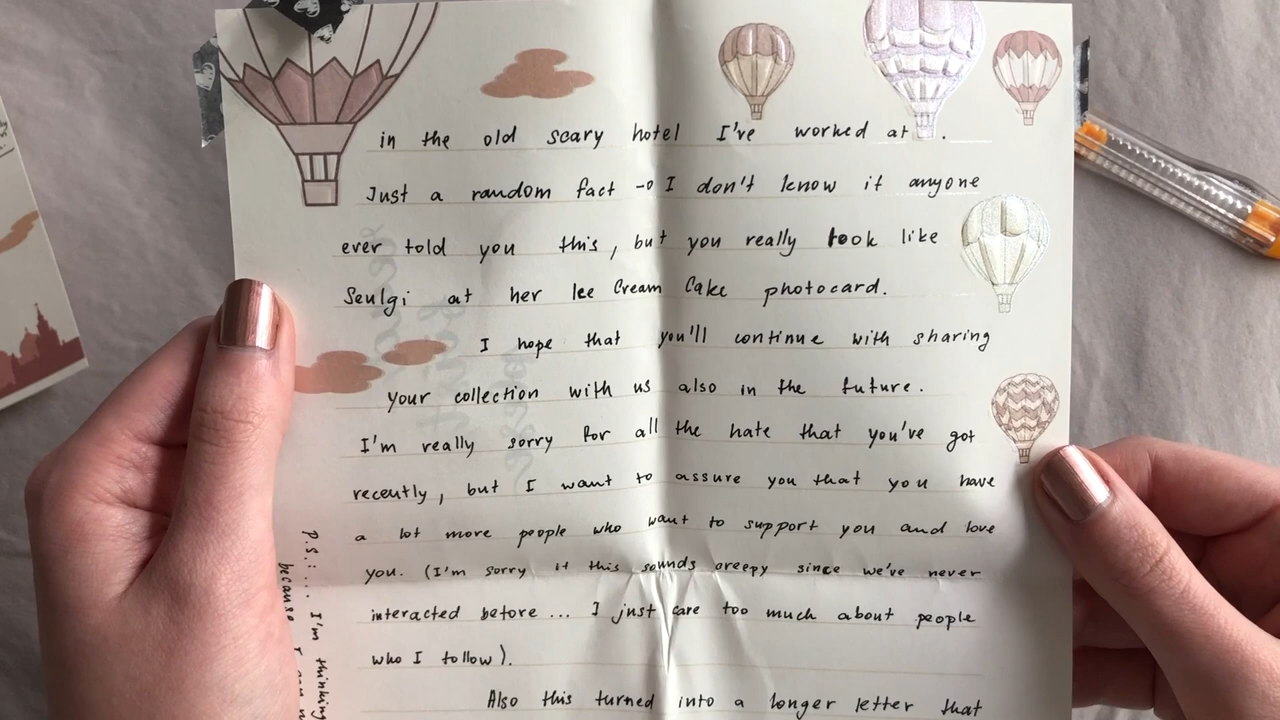 in the old scary hotel I've worked at.
Just a random fact -o I don't know if anyone
ever told you this, but you really look like
Seulgi at her Ice Cream Cake photocard.
I hope that you'll continue with sharing
your collection with us also in the future.
I'm really sorry for all the hate that you've got
recently, but I want to assure you that you have
a lot more people who want to support you and love
you. (I'm sorry if this sounds creepy since we've never
interacted before... I just care too much about people
who I follow).
Also this turned into a longer letter that
P.S.:... I'm thinking
because I